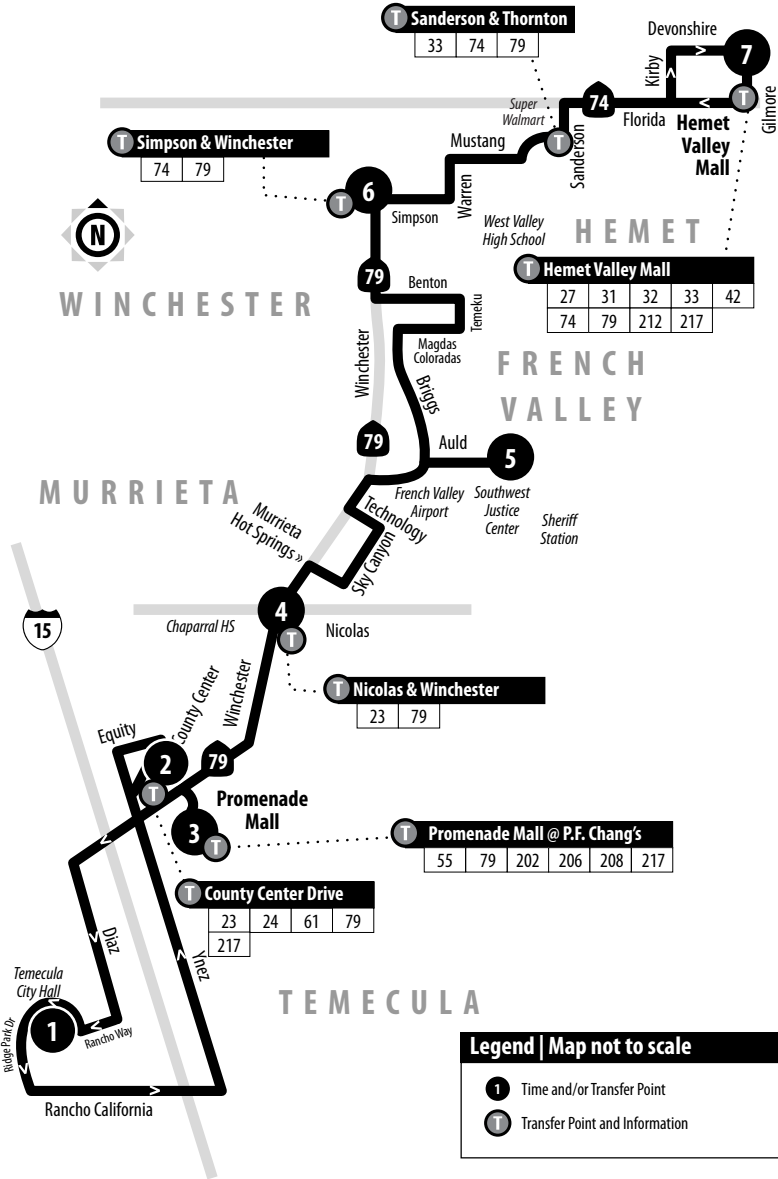 T Sanderson & Thornton
33 74 79
Devonshire
7
Kirby
T
Gilmore
74
Florida
Hemet
Valley
Mall
Super
Walmart
Mustang
T
Sanderson
T Simpson & Winchester
74 79
6
T
Simpson
Warren
West Valley
High School
HEMET
N
T Hemet Valley Mall
27 31 32 33 42
74 79 212 217
79
Benton
WINCHESTER
Temeku
Magdas
Coloradas
Winchester
FRENCH
VALLEY
Briggs
79
Auld
5
MURRIETA
French Valley
Airport
Southwest
Justice
Center
Sheriff
Station
Murrieta
Hot Springs »
Technology
Sky Canyon
4
15
Chaparral HS
T
Nicolas
T Nicolas & Winchester
23 79
Winchester
County Center
Equity
2
79
T
Promenade
Mall
3
T
T Promenade Mall @ P.F. Chang's
55 79 202 206 208 217
T County Center Drive
23 24 61 79
217
Diaz
Ynez
Temecula
City Hall
TEMECULA
1
Rancho Way
Ridge Park Dr
Rancho California
Legend | Map not to scale
1 Time and/or Transfer Point
T Transfer Point and Information